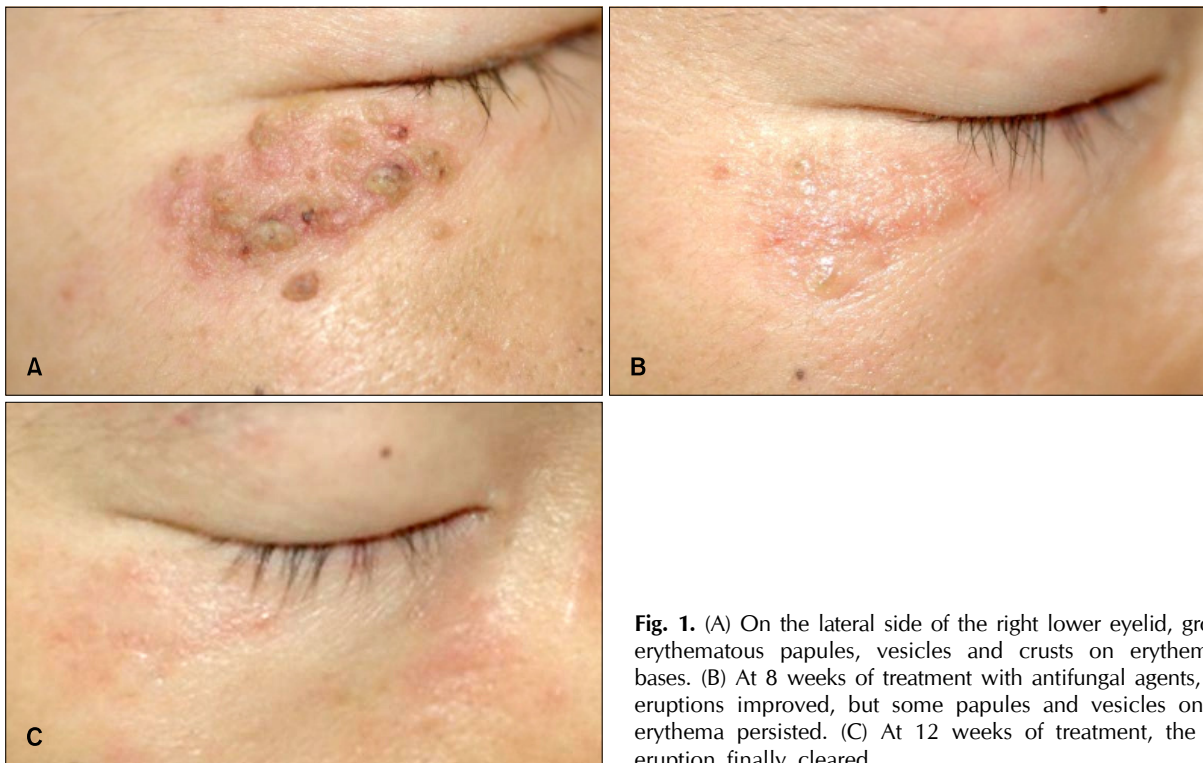 A
B
C
Fig. 1. (A) On the lateral side of the right lower eyelid,
erythematous papules, vesicles and crusts on
bases. (B) At 8 weeks of treatment with antifungal agents,
eruptions improved, but some papules and vesicles on
erythema persisted. (C) At 12 weeks of treatment, the
eruption finally cleared